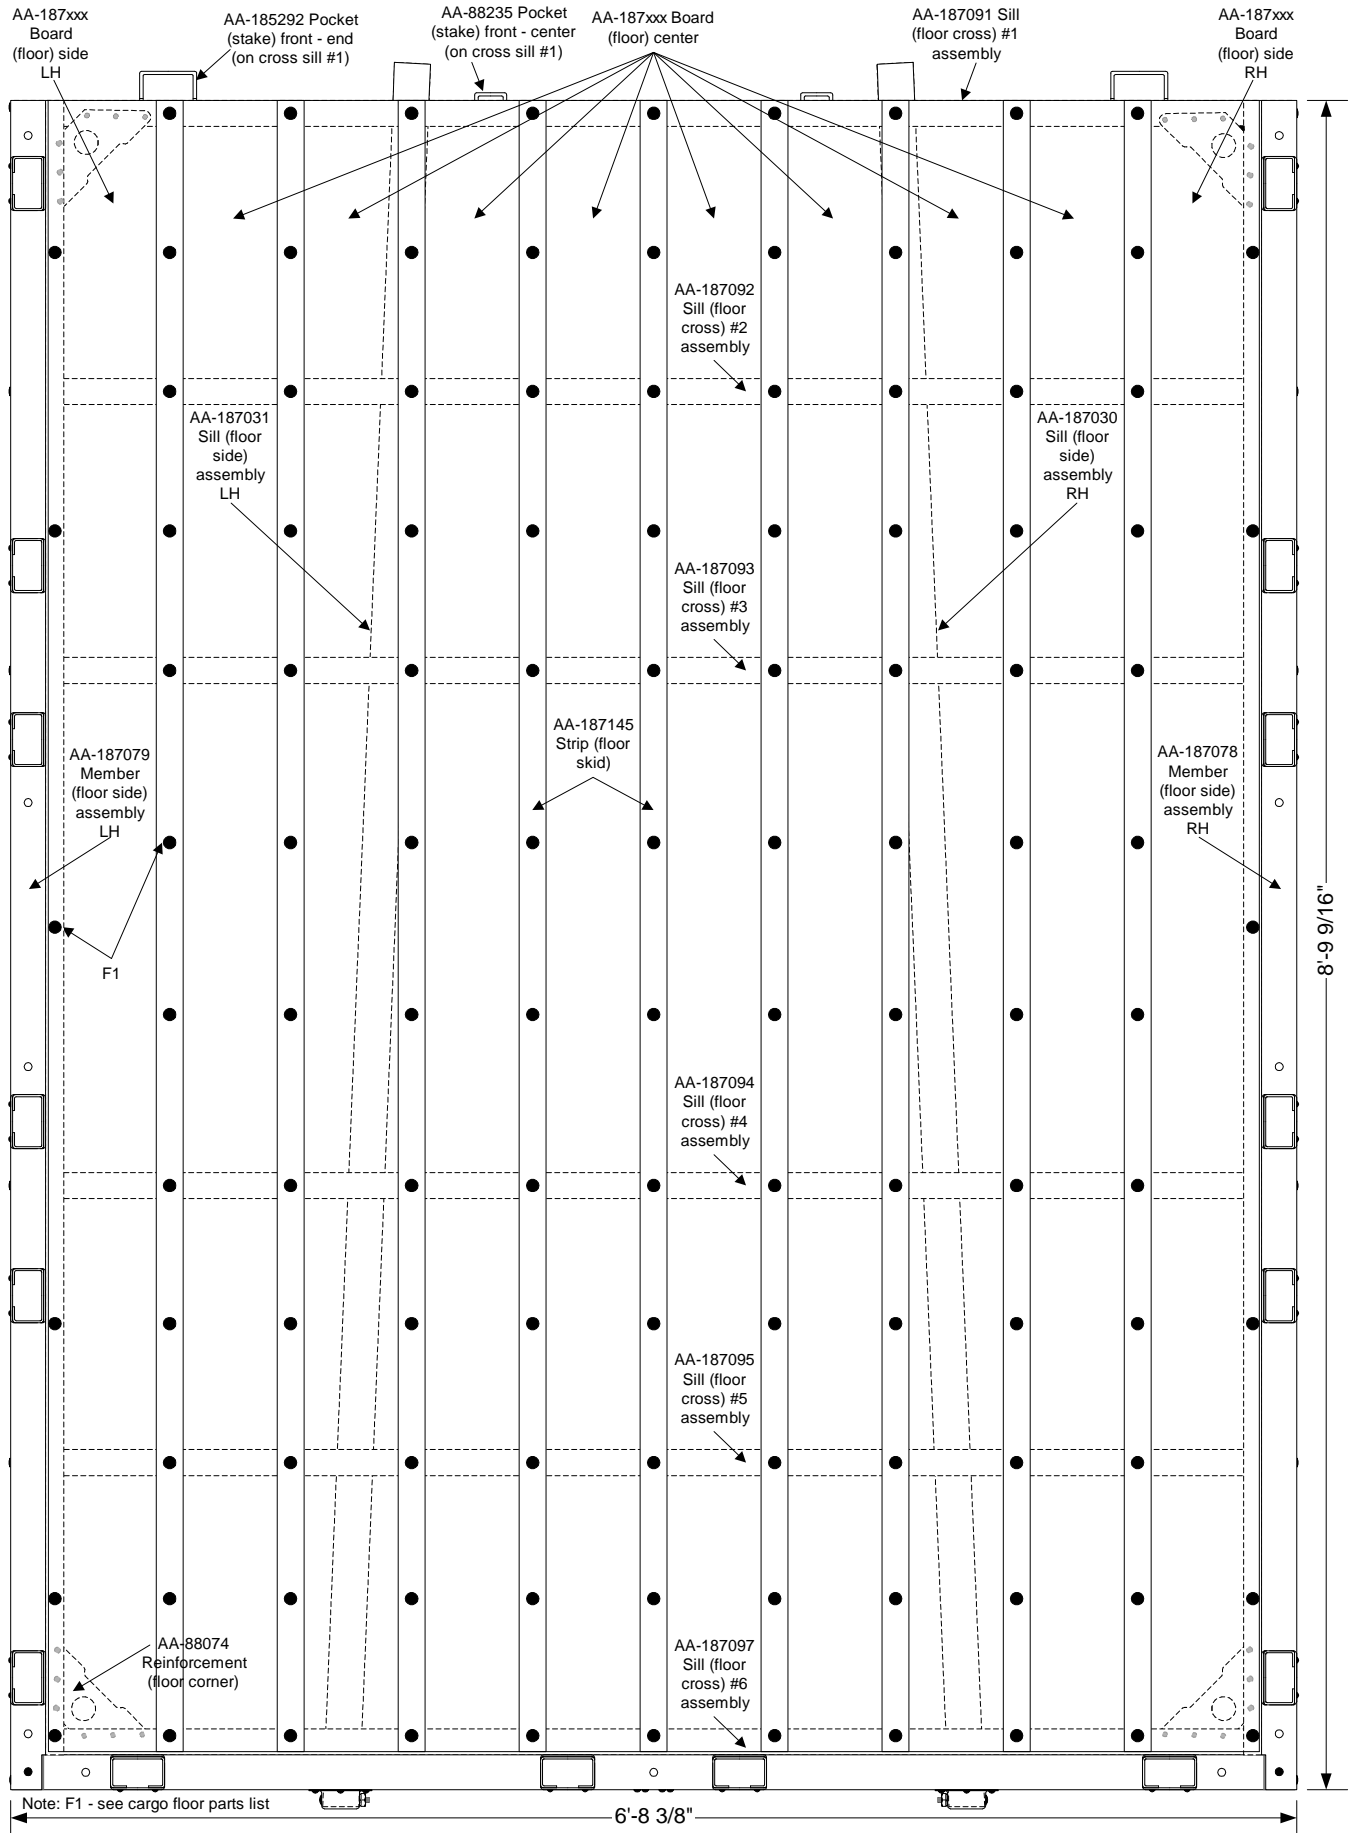 AA-187xxx
Board
(floor) side
LH
AA-185292 Pocket
(stake) front - end
(on cross sill #1)
AA-88235 Pocket
(stake) front - center
(on cross sill #1)
AA-187xxx Board
(floor) center
AA-187091 Sill
(floor cross) #1
assembly
AA-187xxx
Board
(floor) side
RH
AA-187092
Sill (floor
cross) #2
assembly
AA-187031
Sill (floor
side)
assembly
LH
AA-187030
Sill (floor
side)
assembly
RH
AA-187093
Sill (floor
cross) #3
assembly
AA-187145
Strip (floor
skid)
AA-187079
Member
(floor side)
assembly
LH
AA-187078
Member
(floor side)
assembly
RH
F1
8'-9 9/16"
AA-187094
Sill (floor
cross) #4
assembly
AA-187095
Sill (floor
cross) #5
assembly
AA-88074
Reinforcement
(floor corner)
AA-187097
Sill (floor
cross) #6
assembly
Note: F1 - see cargo floor parts list
6'-8 3/8"